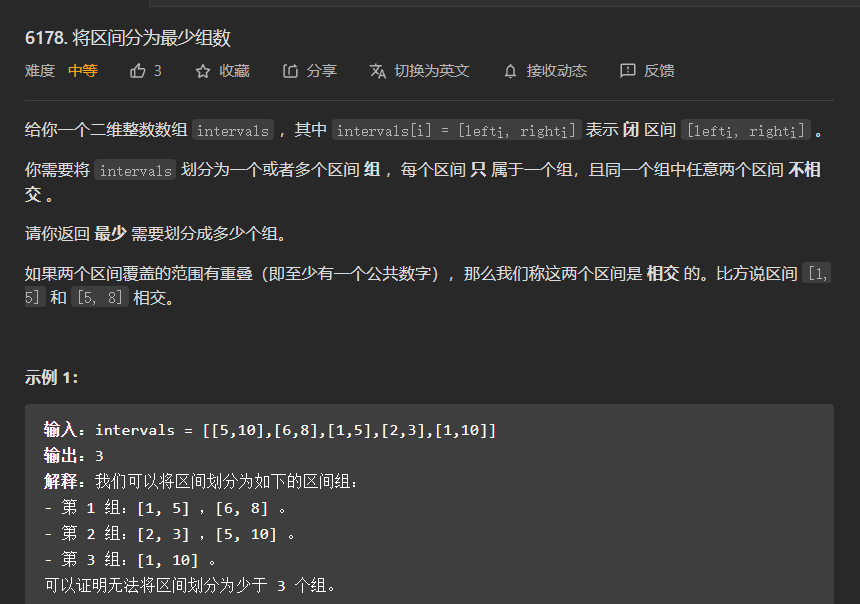 6178. 将区间分为最少组数
难度 中等 3 收藏 分享 切换为英文 接收动态 反馈
给你一个二维整数数组 intervals ，其中 intervals[i] = [lefti, righti] 表示 闭 区间 [lefti, righti] 。
你需要将 intervals 划分为一个或者多个区间 组 ，每个区间 只 属于一个组，且同一个组中任意两个区间 不相
交 。
请你返回 最少 需要划分成多少个组。
如果两个区间覆盖的范围有重叠（即至少有一个公共数字），那么我们称这两个区间是 相交 的。比方说区间 [1,
5] 和 [5, 8] 相交。
示例 1：
输入：intervals = [[5,10],[6,8],[1,5],[2,3],[1,10]]
输出：3
解释：我们可以将区间划分为如下的区间组：
- 第 1 组：[1, 5] ，[6, 8] 。
- 第 2 组：[2, 3] ，[5, 10] 。
- 第 3 组：[1, 10] 。
可以证明无法将区间划分为少于 3 个组。